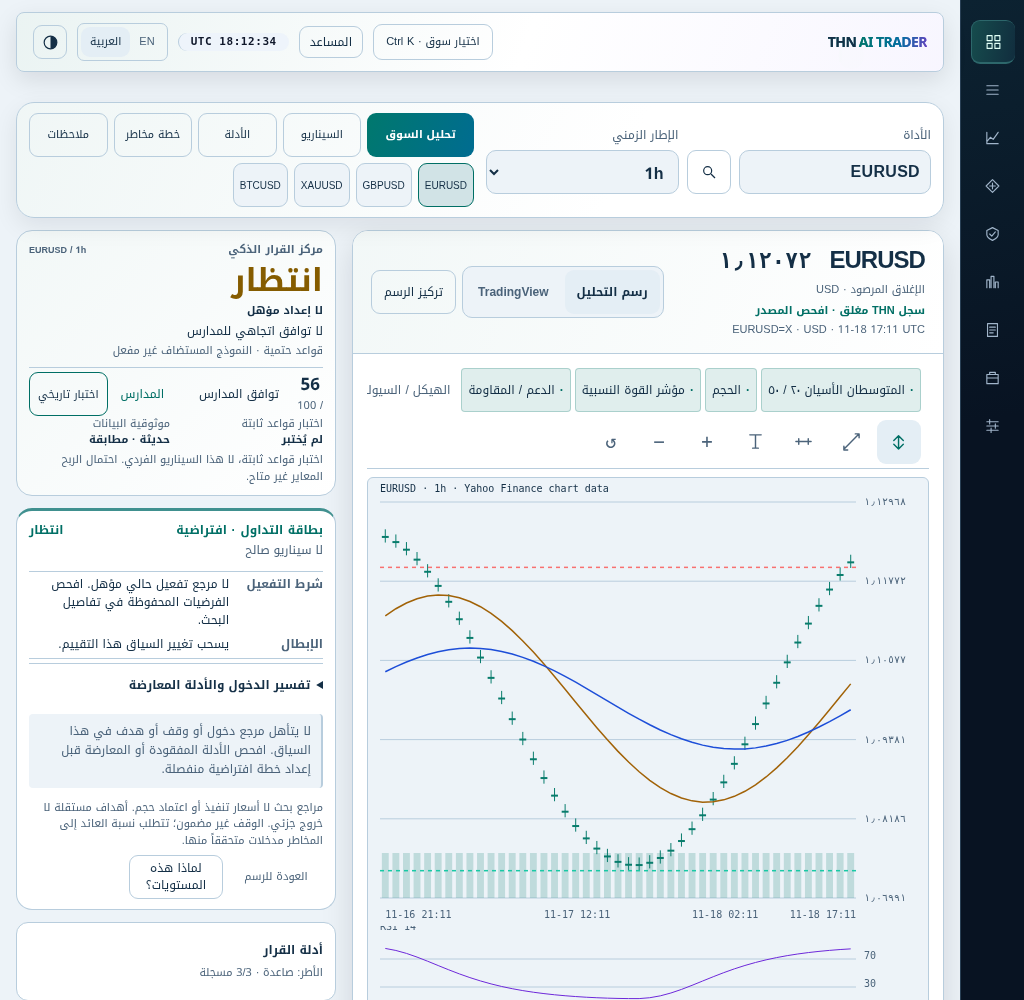 THN AI TRADER
اختيار سوق · Ctrl K
المساعد
UTC 18:12:34
EN
العربية
الأداة
EURUSD
الإطار الزمني
1h
تحليل السوق
السيناريو
الأدلة
خطة مخاطر
ملاحظات
EURUSD
GBPUSD
XAUUSD
BTCUSD
EURUSD ١٫١٢٠٧٢
الإغلاق المرصود · USD
سجل THN مغلق · افحص المصدر
EURUSD=X · USD · 11-18 17:11 UTC
رسم التحليل
TradingView
تركيز الرسم
· المتوسطان الأسيان ٢٠ / ٥٠
· الحجم
· مؤشر القوة النسبية
· الدعم / المقاومة
الهيكل / السيول
EURUSD · 1h · Yahoo Finance chart data
١٫١٢٩٦٨
١٫١١٧٧٢
١٫١٠٥٧٧
١٫٠٩٣٨١
١٫٠٨١٨٦
١٫٠٦٩٩١
11-16 21:11
11-17 12:11
11-18 02:11
11-18 17:11
RSI 14
70
30
مركز القرار الذكي
EURUSD / 1h
انتظار
لا إعداد مؤهل
لا توافق اتجاهي للمدارس
قواعد حتمية · النموذج المستضاف غير مفعل
56
/ 100
توافق المدارس
المدارس
اختبار تاريخي
اختبار قواعد ثابتة
لم يُختبر
موثوقية البيانات
حديثة · مطابقة
اختبار قواعد ثابتة، لا هذا السيناريو الفردي. احتمال الربح
المعاير غير متاح.
بطاقة التداول · افتراضية
انتظار
لا سيناريو صالح
شرط التفعيل
لا مرجع تفعيل حالي مؤهل. افحص
الفرضيات المحفوظة في تفاصيل
البحث.
الإبطال
يسحب تغيير السياق هذا التقييم.
تفسير الدخول والأدلة المعارضة
لا يتأهل مرجع دخول أو وقف أو هدف في هذا
السياق. افحص الأدلة المفقودة أو المعارضة قبل
إعداد خطة افتراضية منفصلة.
مراجع بحث لا أسعار تنفيذ أو اعتماد حجم. أهداف مستقلة لا
خروج جزئي. الوقف غير مضمون؛ تتطلب نسبة العائد إلى
المخاطر مدخلات متحققاً منها.
العودة للرسم
لماذا هذه
المستويات؟
أدلة القرار
الأطر: صاعدة · 3/3 مسجلة